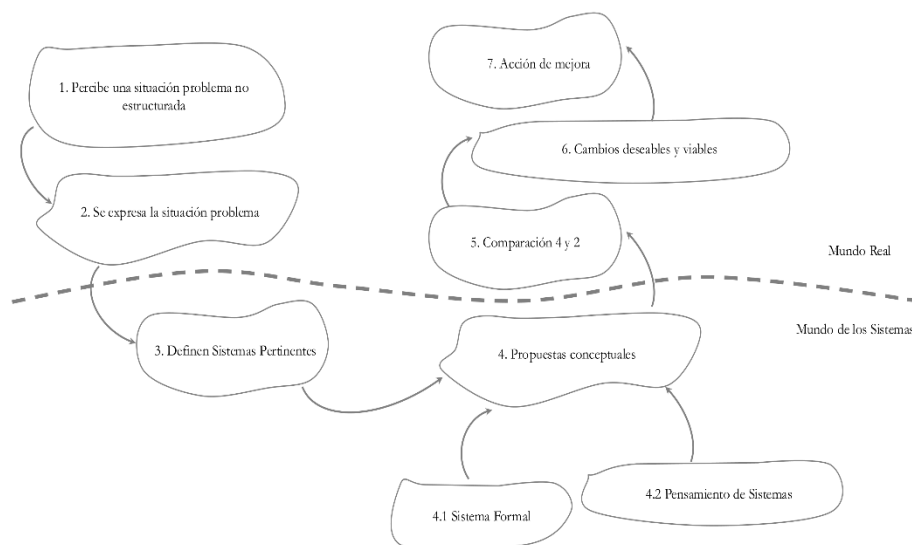 1. Percibe una situación problema no
estructurada
2. Se expresa la situación problema
3. Definen Sistemas Pertinentes
4. Propuestas conceptuales
4.1 Sistema Formal
4.2 Pensamiento de Sistemas
5. Comparación 4 y 2
6. Cambios deseables y viables
7. Acción de mejora
Mundo Real
Mundo de los Sistemas